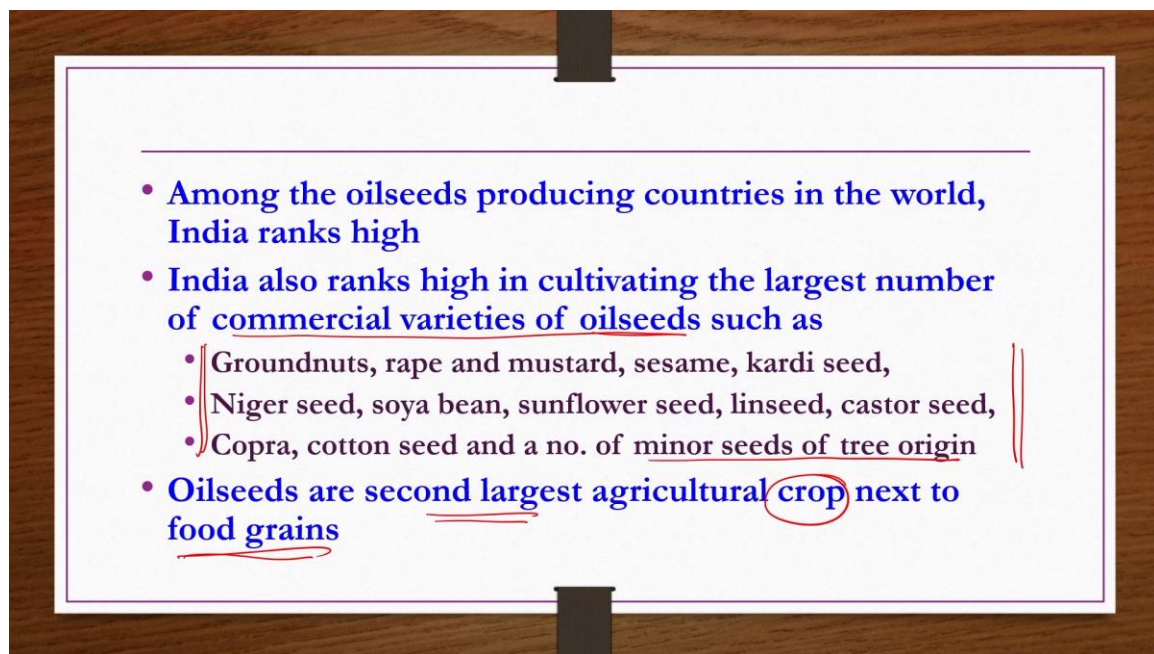 • Among the oilseeds producing countries in the world,
India ranks high
• India also ranks high in cultivating the largest number
of commercial varieties of oilseeds such as
• Groundnuts, rape and mustard, sesame, kardi seed,
• Niger seed, soya bean, sunflower seed, linseed, castor seed,
• Copra, cotton seed and a no. of minor seeds of tree origin
• Oilseeds are second largest agricultural crop next to
food grains